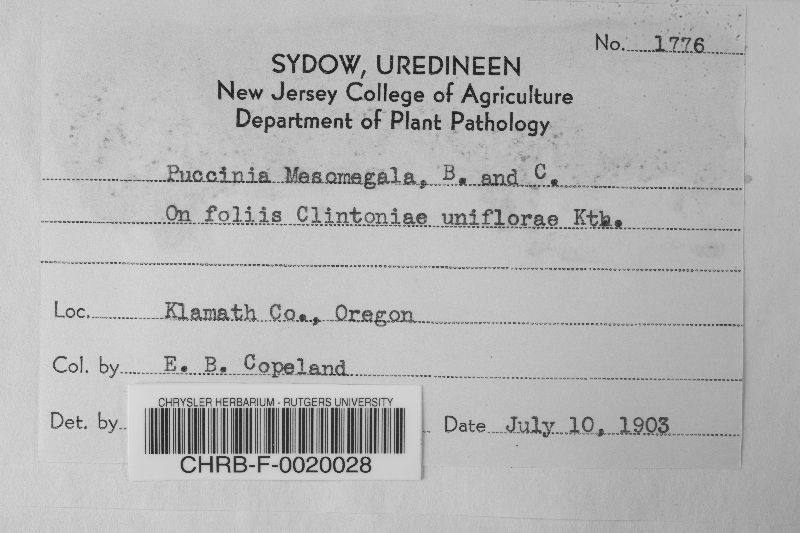 No. 1776
SYDOW, UREDINEEN
New Jersey College of Agriculture
Department of Plant Pathology
Puccinia Mesomegala, B. and C.
On foliis Clintoniae uniflorae Kth.
Loc. Klamath Co., Oregon
Col. by E. B. Copeland
Det. by
Date July 10, 1903
CHRYSLER HERBARIUM - RUTGERS UNIVERSITY
CHRB-F-0020028